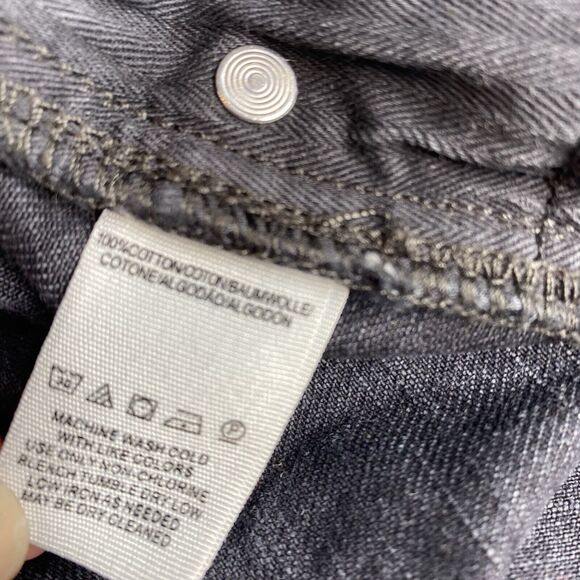 100%COTTON/COTON/BAUMWOLLE/
COTONE/ALGODÃO/ALGODON
30 P
MACHINE WASH COLD
WITH LIKE COLORS
USE ONLY NON-CHLORINE
BLEACH TUMBLE DRY LOW
LOW IRON AS NEEDED
MAY BE DRY CLEANED